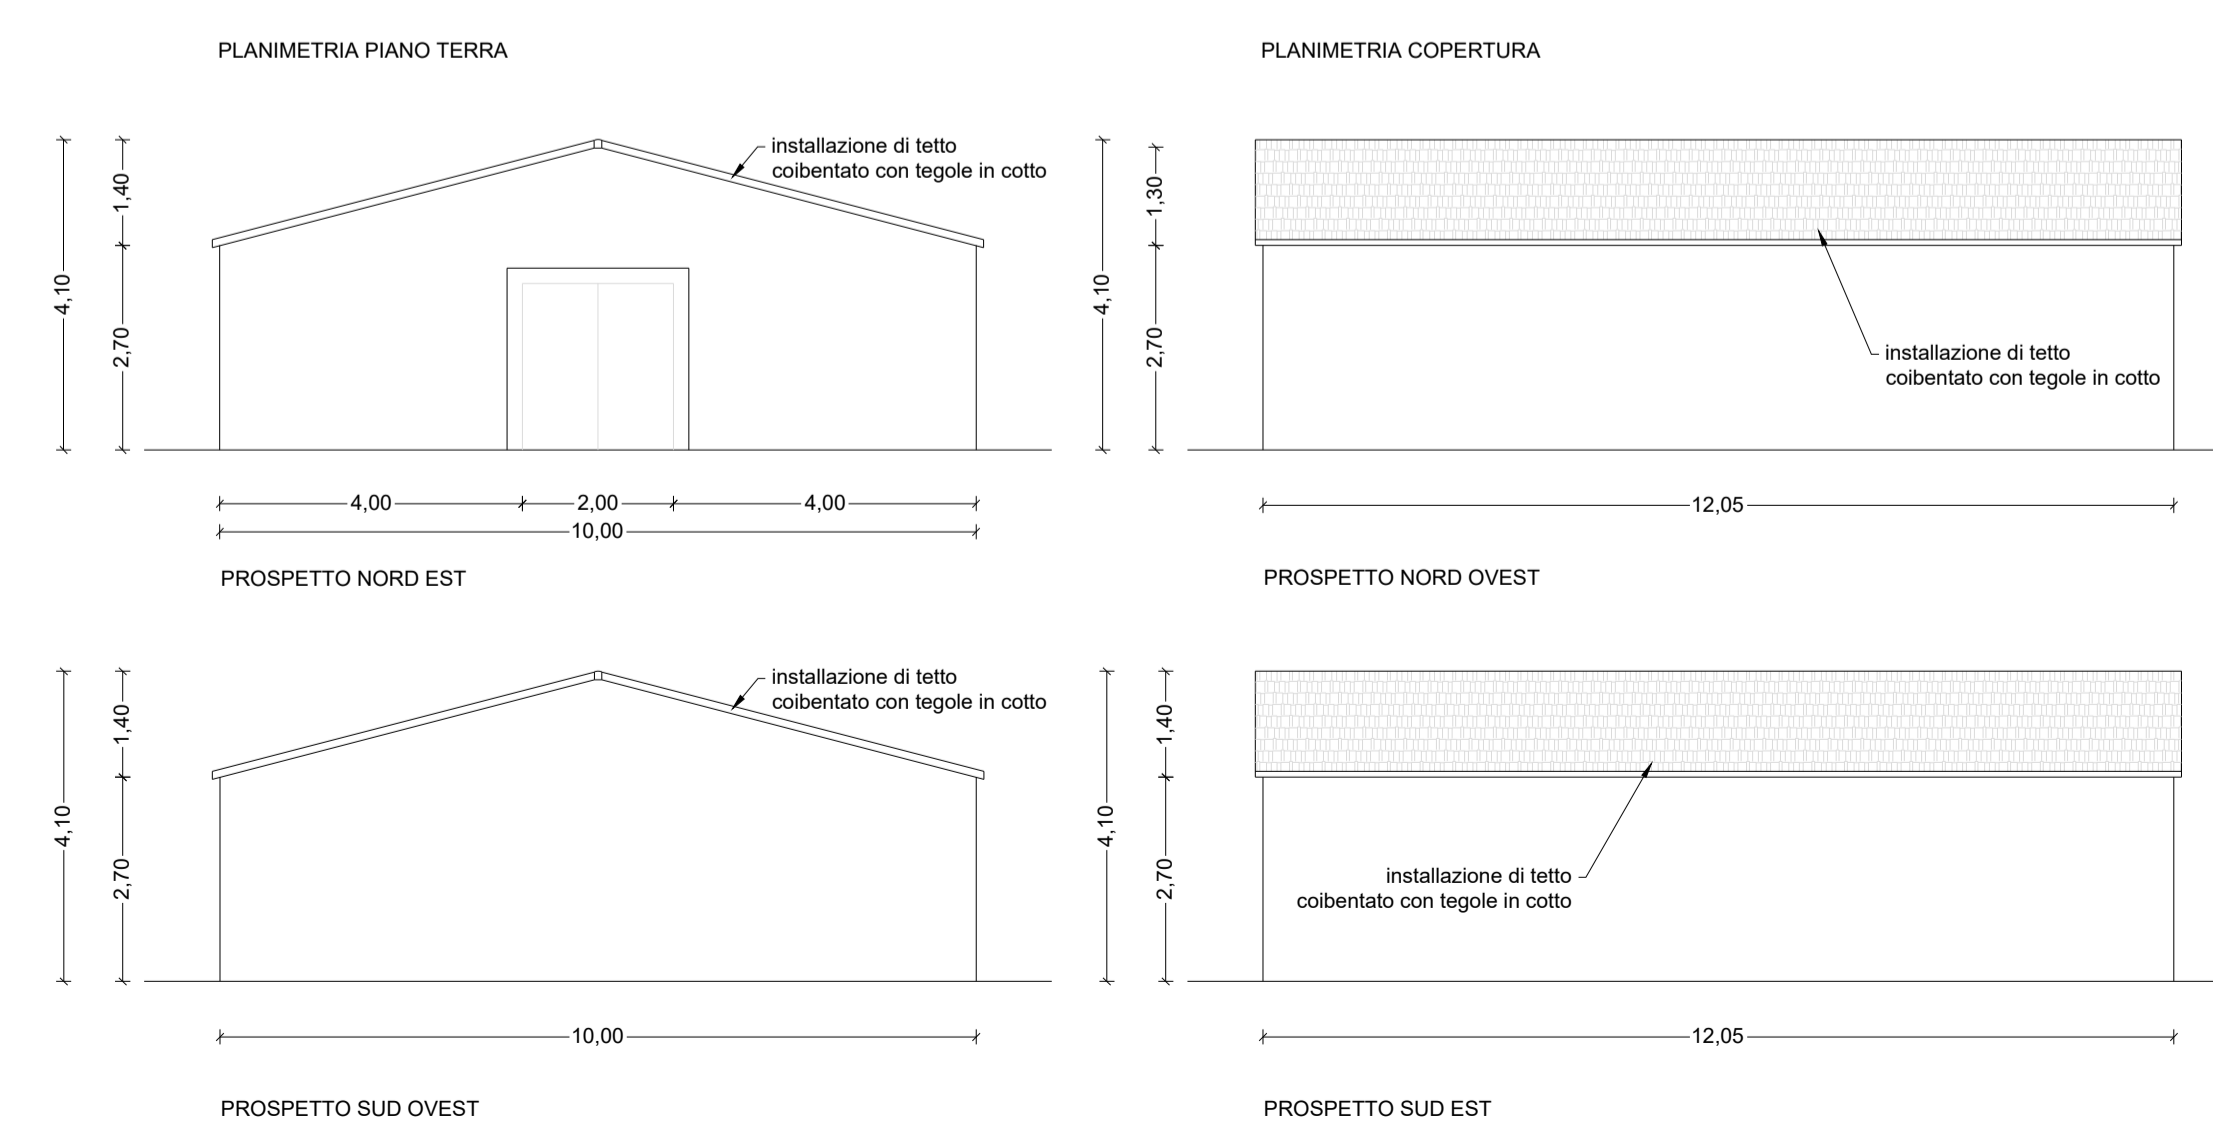 PLANIMETRIA PIANO TERRA
PLANIMETRIA COPERTURA
installazione di tetto
coibentato con tegole in cotto
1,40
4,10
2,70
4,00
2,00
4,00
10,00
PROSPETTO NORD EST
1,30
4,10
2,70
installazione di tetto
coibentato con tegole in cotto
12,05
PROSPETTO NORD OVEST
installazione di tetto
coibentato con tegole in cotto
1,40
4,10
2,70
10,00
PROSPETTO SUD OVEST
1,40
4,10
2,70
installazione di tetto
coibentato con tegole in cotto
12,05
PROSPETTO SUD EST